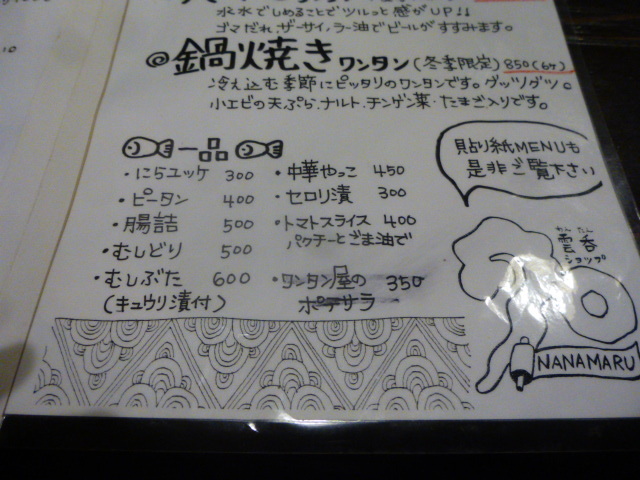 氷水でしめることでツルっと感がUP!!
ゴマだれ、ザーサイ、ラー油でビールがすすみます。
鍋焼きワンタン(冬季限定) 850(6ヶ)
冷え込む季節にピッタリのワンタンです。グッツグツ。
小エビの天ぷら、ナルト、チンゲン菜・たまご入りです。
一品
・にらユッケ 300
・ピータン 400
・腸詰 500
・むしどり 500
・むしぶた 600
(キュウリ漬付)
・中華やっこ 450
・セロリ漬 300
・トマトスライス 400
パクチーとごま油で
・ワンタン屋の 350
ポテサラ
貼り紙MENUも
是非ご覧下さい
わん たん
雲呑
ショップ
NANAMARU